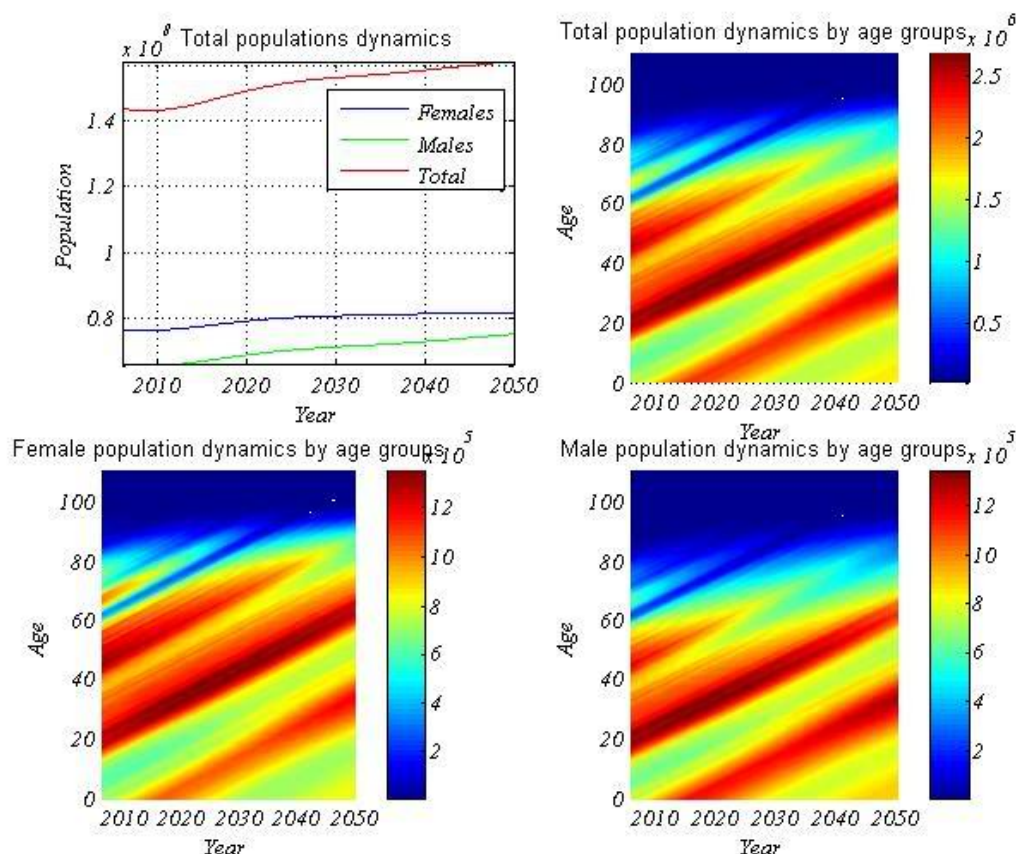 x 10^8 Total populations dynamics
1.4
1.2
1
0.8
Population
Females
Males
Total
2010 2020 2030 2040 2050
Year
Total population dynamics by age groups x 10^6
100
80
60
40
20
0
Age
2010 2020 2030 2040 2050
Year
2.5
2
1.5
1
0.5
Female population dynamics by age groups x 10^5
100
80
60
40
20
0
Age
2010 2020 2030 2040 2050
Year
12
10
8
6
4
2
Male population dynamics by age groups x 10^5
100
80
60
40
20
0
Age
2010 2020 2030 2040 2050
Year
12
10
8
6
4
2